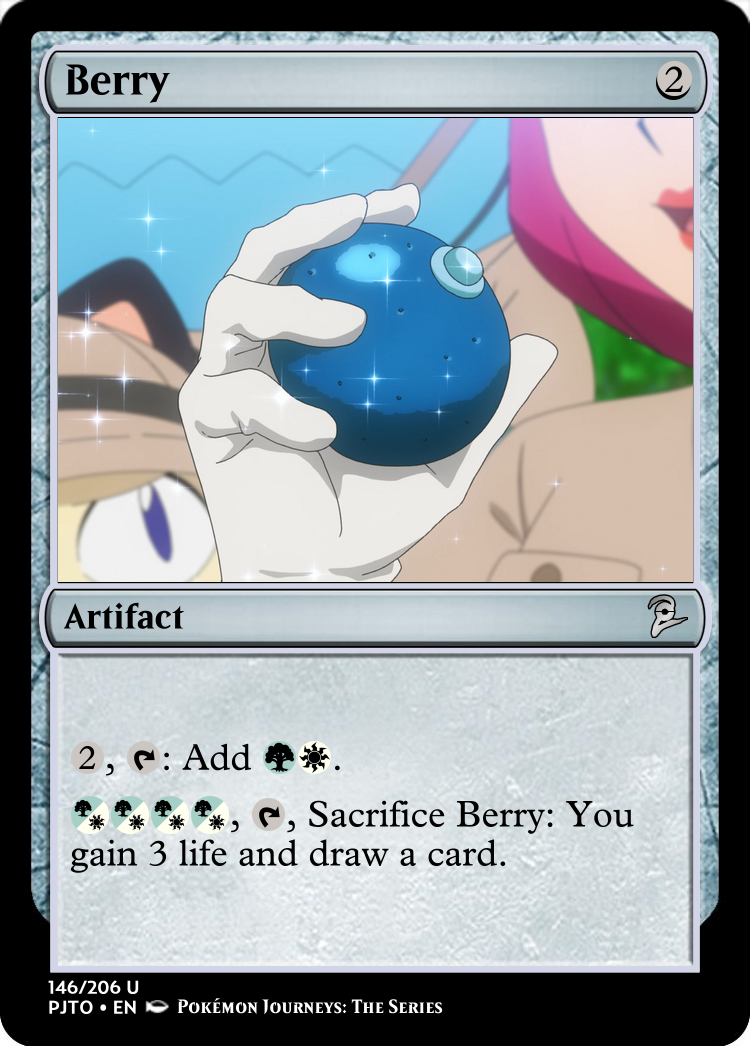 Berry 2
Artifact
2, : Add .
, , Sacrifice Berry: You
gain 3 life and draw a card.
146/206 U
PJTO • EN Pokémon Journeys: The Series